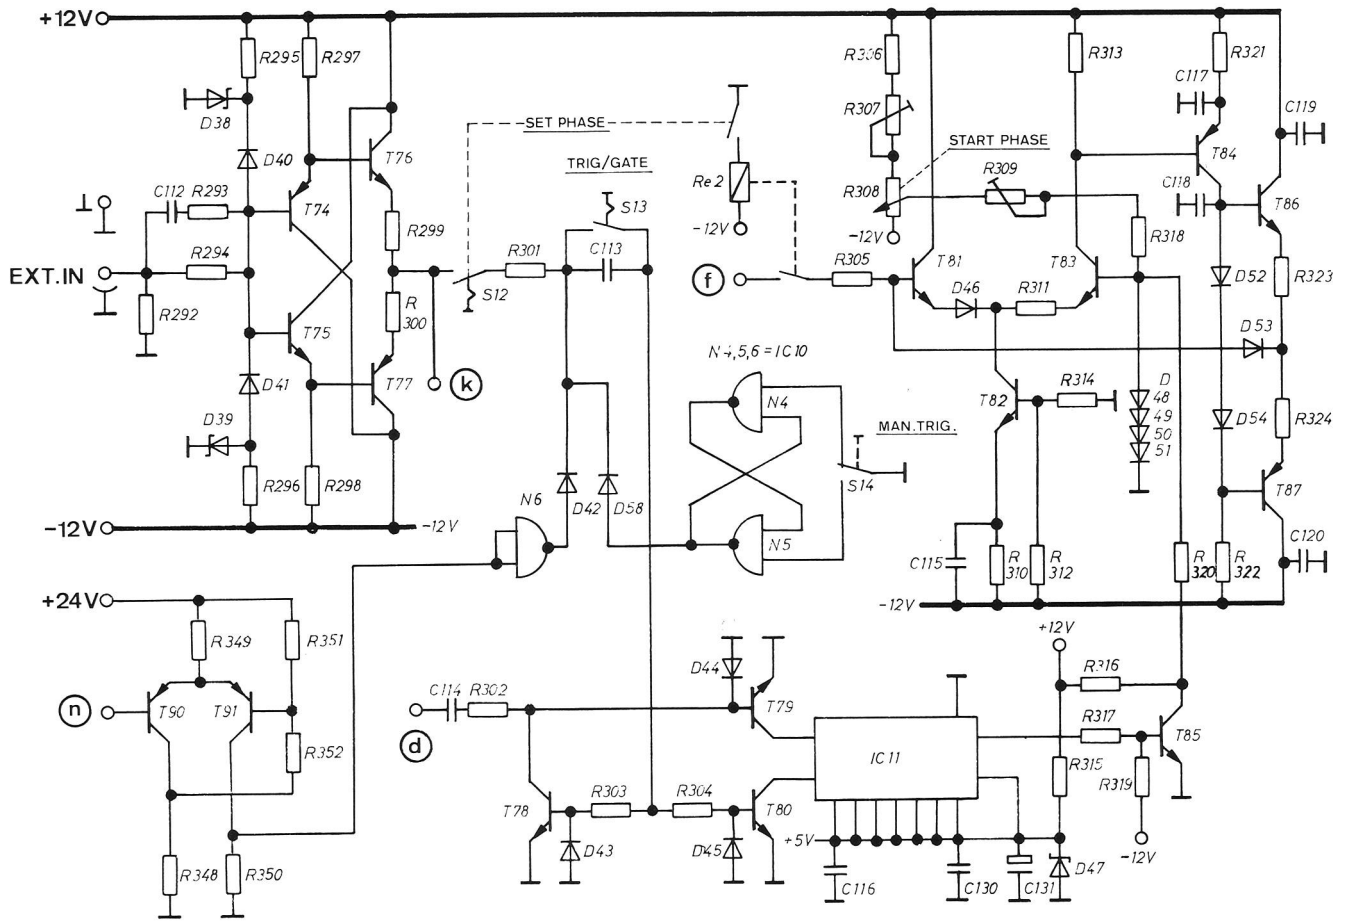 +12V
R295
R297
D38
D40
T76
C112
R293
T74
⊥
R294
R299
EXT.IN
R292
T75
R
300
D41
T77
k
D39
R296
R298
-12V
-12V
SET PHASE
TRIG/GATE
S13
R301
C113
S12
Re2
-12V
f
R305
R306
R307
START PHASE
R308
R309
-12V
R313
R321
C117
C119
T84
C118
T86
R318
T81
T83
D46
R311
D52
R323
D53
N4,5,6 = IC10
N4
T82
R314
D
48
49
50
51
D54
R324
MAN.TRIG.
S14
N6
D42
D58
N5
T87
C120
C115
R
310
R
312
R
320
R
322
-12V
+24V
R349
R351
n
T90
T91
R352
R348
R350
C114
R302
d
D44
T79
IC11
+12V
R316
R317
T85
R315
R319
-12V
T78
R303
R304
T80
D43
D45
+5V
C116
C130
C131
D47